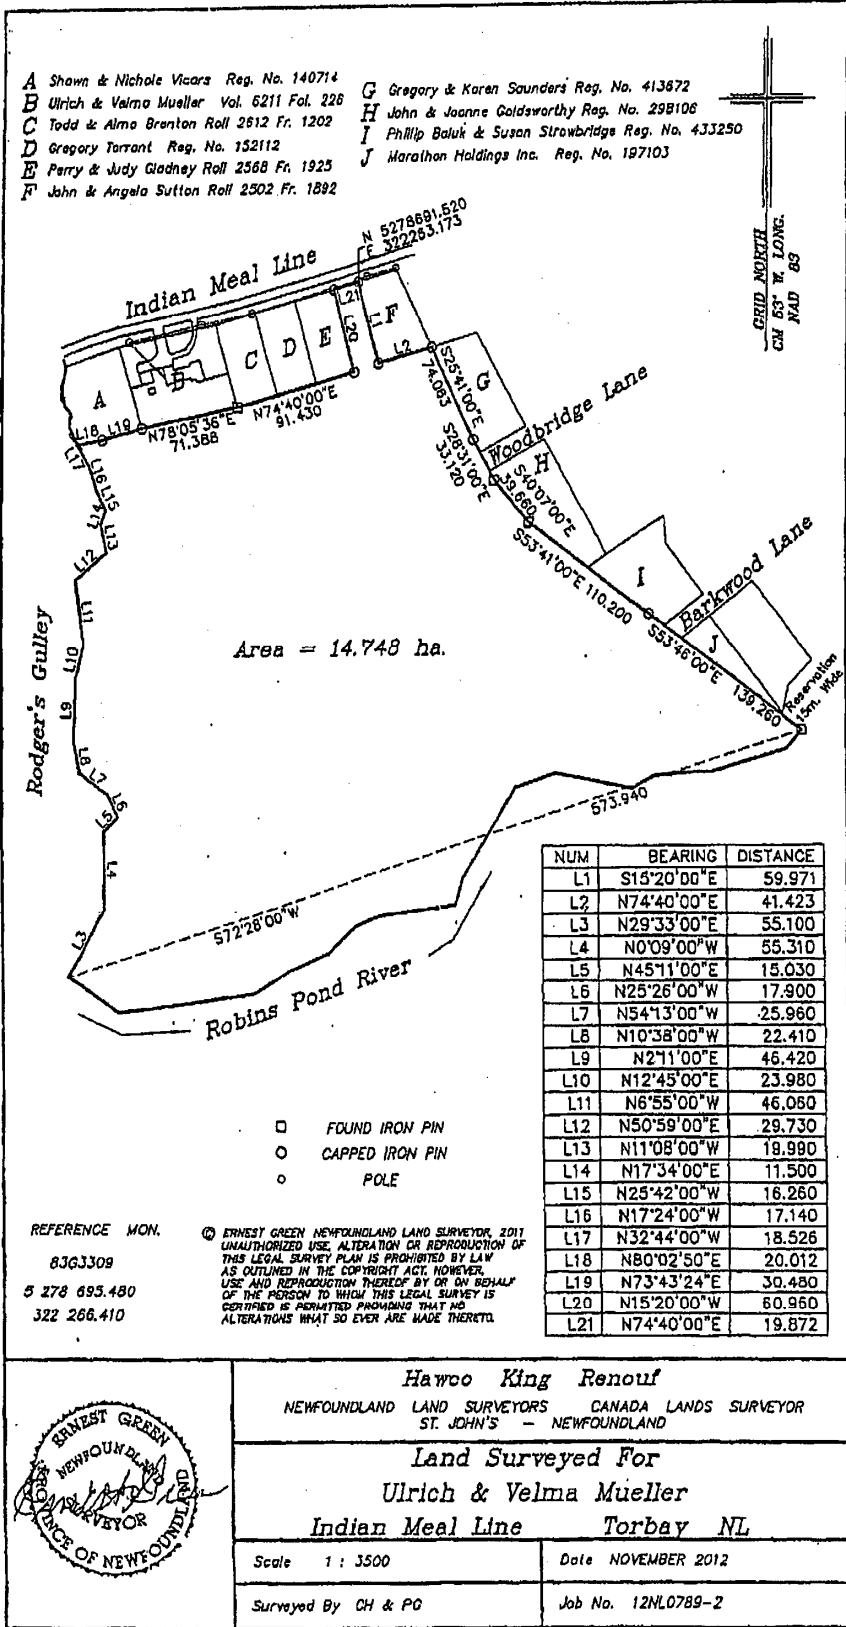 A Shawn & Nichole Vicars Reg. No. 140714
B Ulrich & Velma Mueller Vol. 6211 Fol. 226
C Todd & Alma Brenton Roll 2612 Fr. 1202
D Gregory Tarrant Reg. No. 152112
E Perry & Judy Gladney Roll 2568 Fr. 1925
F John & Angela Sutton Roll 2502 Fr. 1892
G Gregory & Karen Saunders Reg. No. 413672
H John & Joanne Goldsworthy Reg. No. 298106
I Phillip Baluk & Susan Strowbridge Reg. No. 433250
J Marathon Holdings Inc. Reg. No. 197103
GRID NORTH
CM 53° W. LONG.
NAD 83
N 5278691.520
E 322263.173
Indian Meal Line
A
B
C
D
E
F
G
H
I
J
L21
L20
L1
L2
L18
L19
N78°05'36"E
71.388
N74°40'00"E
91.430
S25°41'00"E
74.083
S28°31'00"E
33.120
Woodbridge Lane
S40°07'00"E
39.660
S53°41'00"E 110.200
Barkwood Lane
S53°46'00"E
139.260
Reservation
15m. Wide
L17
L16
L15
L14
L13
L12
L11
L10
L9
L8
L7
L6
L5
L4
L3
Rodger's Gulley
Area = 14.748 ha.
S72°28'00"W
673.940
Robins Pond River
NUM BEARING DISTANCE
L1 S15°20'00"E 59.971
L2 N74°40'00"E 41.423
L3 N29°33'00"E 55.100
L4 N0°09'00"W 55.310
L5 N45°11'00"E 15.030
L6 N25°26'00"W 17.900
L7 N54°13'00"W 25.960
L8 N10°38'00"W 22.410
L9 N2°11'00"E 46.420
L10 N12°45'00"E 23.980
L11 N6°55'00"W 46.060
L12 N50°59'00"E 29.730
L13 N11°08'00"W 19.990
L14 N17°34'00"E 11.500
L15 N25°42'00"W 16.260
L16 N17°24'00"W 17.140
L17 N32°44'00"W 18.526
L18 N80°02'50"E 20.012
L19 N73°43'24"E 30.480
L20 N15°20'00"W 60.960
L21 N74°40'00"E 19.872
FOUND IRON PIN
CAPPED IRON PIN
POLE
REFERENCE MON.
83G3309
5 278 695.480
322 266.410
© ERNEST GREEN NEWFOUNDLAND LAND SURVEYOR, 2011
UNAUTHORIZED USE, ALTERATION OR REPRODUCTION OF
THIS LEGAL SURVEY PLAN IS PROHIBITED BY LAW
AS OUTLINED IN THE COPYRIGHT ACT. HOWEVER,
USE AND REPRODUCTION THEREOF BY OR ON BEHALF
OF THE PERSON TO WHOM THIS LEGAL SURVEY IS
CERTIFIED IS PERMITTED PROVIDING THAT NO
ALTERATIONS WHAT SO EVER ARE MADE THERETO.
ERNEST GREEN
NEWFOUNDLAND
SURVEYOR
PROVINCE OF NEWFOUNDLAND
Hawco King Renouf
NEWFOUNDLAND LAND SURVEYORS CANADA LANDS SURVEYOR
ST. JOHN'S – NEWFOUNDLAND
Land Surveyed For
Ulrich & Velma Mueller
Indian Meal Line Torbay NL
Scale 1 : 3500
Date NOVEMBER 2012
Surveyed By CH & PG
Job No. 12NL0789-2